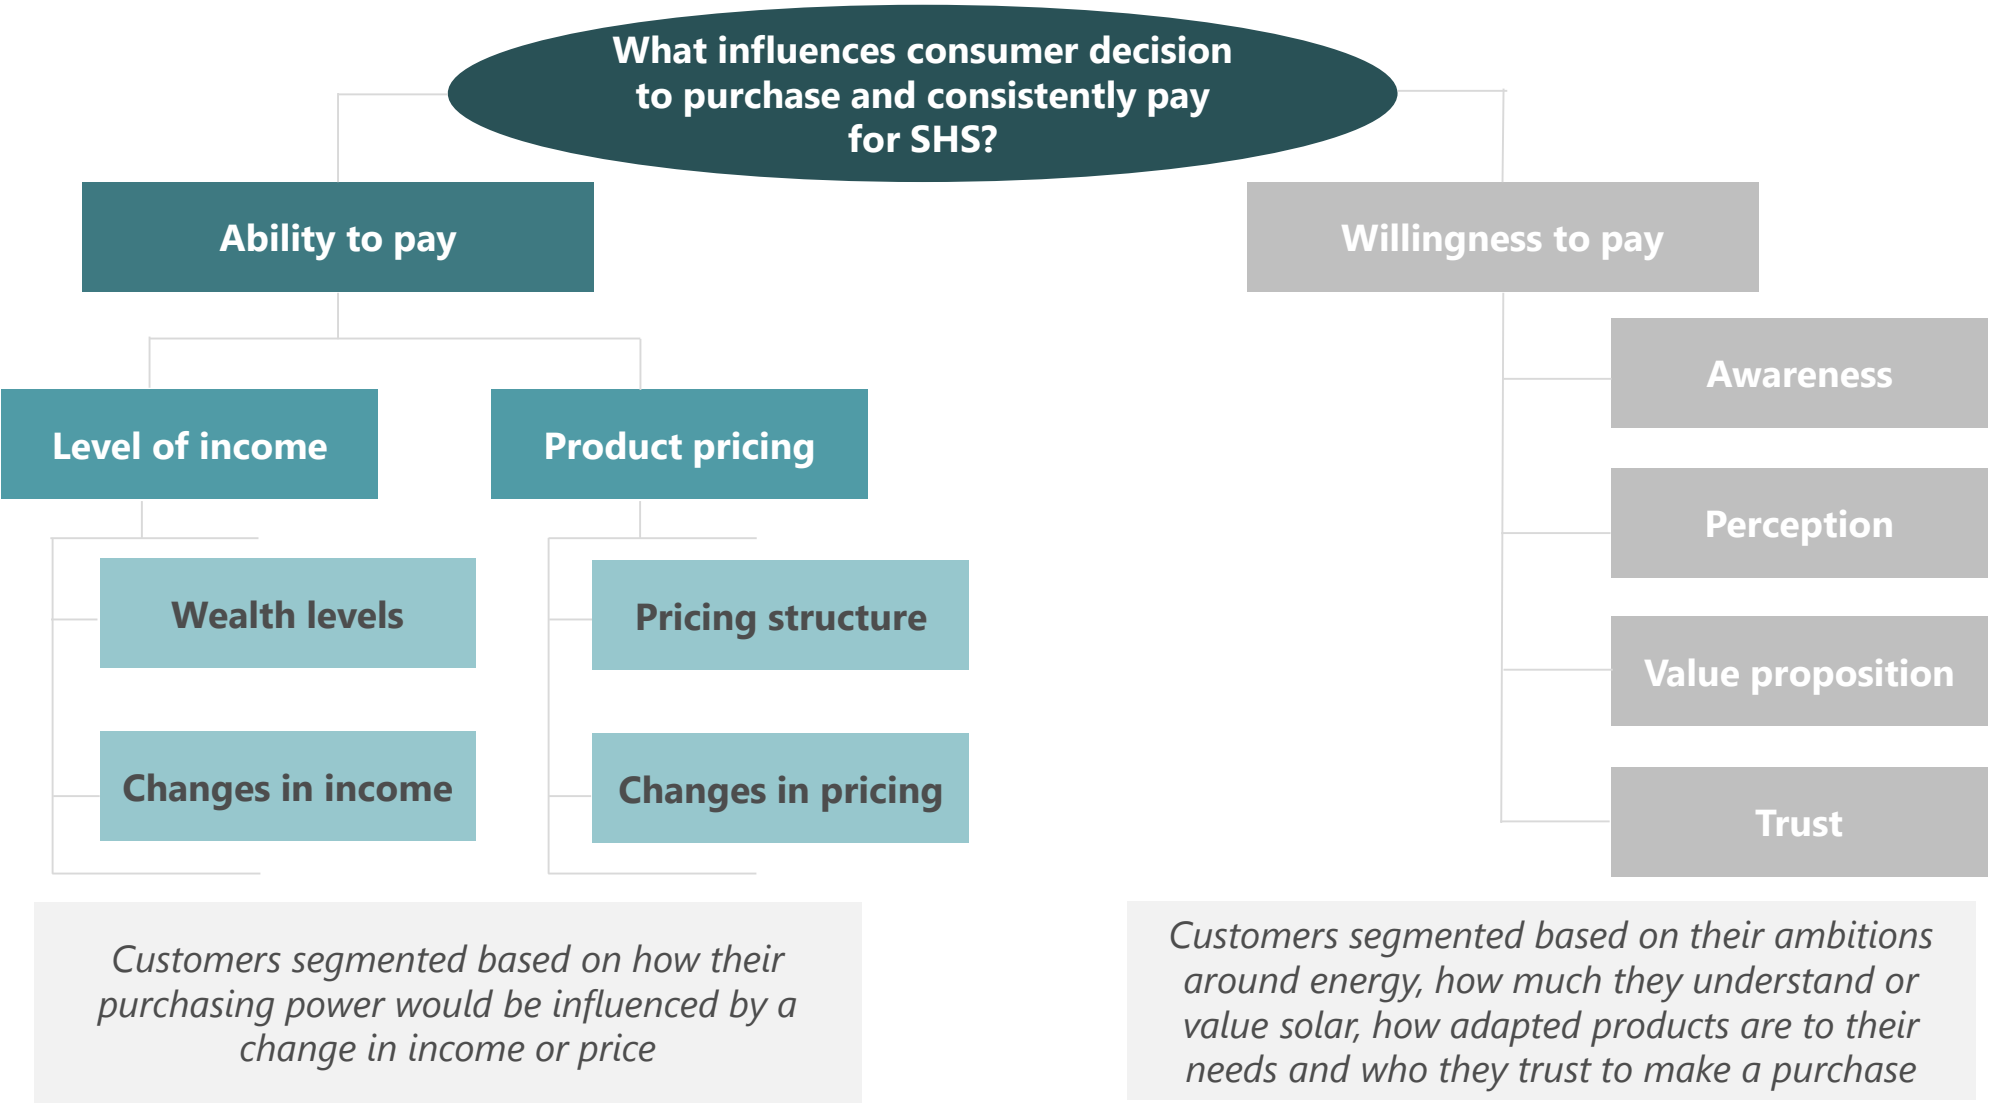 What influences consumer decision
to purchase and consistently pay
for SHS?
Ability to pay
Willingness to pay
Level of income
Product pricing
Wealth levels
Changes in income
Pricing structure
Changes in pricing
Awareness
Perception
Value proposition
Trust
Customers segmented based on how their
purchasing power would be influenced by a
change in income or price
Customers segmented based on their ambitions
around energy, how much they understand or
value solar, how adapted products are to their
needs and who they trust to make a purchase